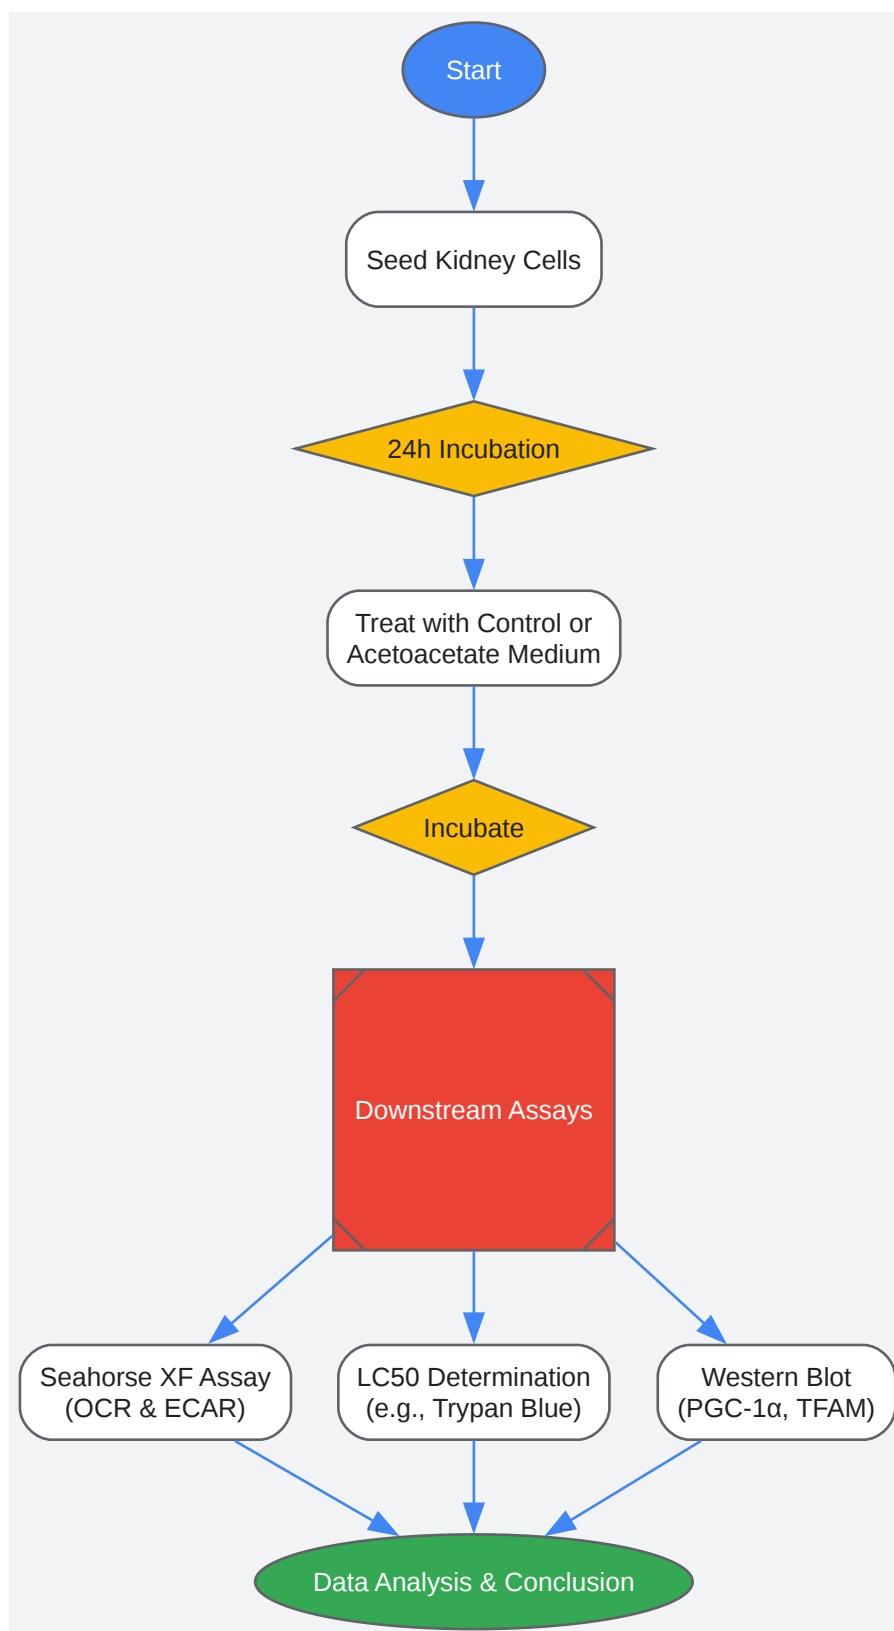 Start
Seed Kidney Cells
24h Incubation
Treat with Control or
Acetoacetate Medium
Incubate
Downstream Assays
Seahorse XF Assay
(OCR & ECAR)
LC50 Determination
(e.g., Trypan Blue)
Western Blot
(PGC-1α, TFAM)
Data Analysis & Conclusion